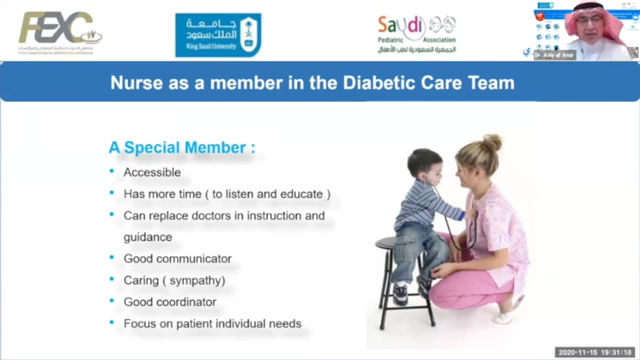 FEXC
جامعة
الملك سعود
King Saud University
Saudi
Pediatric Association
الجمعية السعودية لطب الأطفال
Nurse as a member in the Diabetic Care Team
A Special Member :
• Accessible
• Has more time ( to listen and educate )
• Can replace doctors in instruction and
guidance
• Good communicator
• Caring ( sympathy)
• Good coordinator
• Focus on patient individual needs
2020-11-15 19:31:18